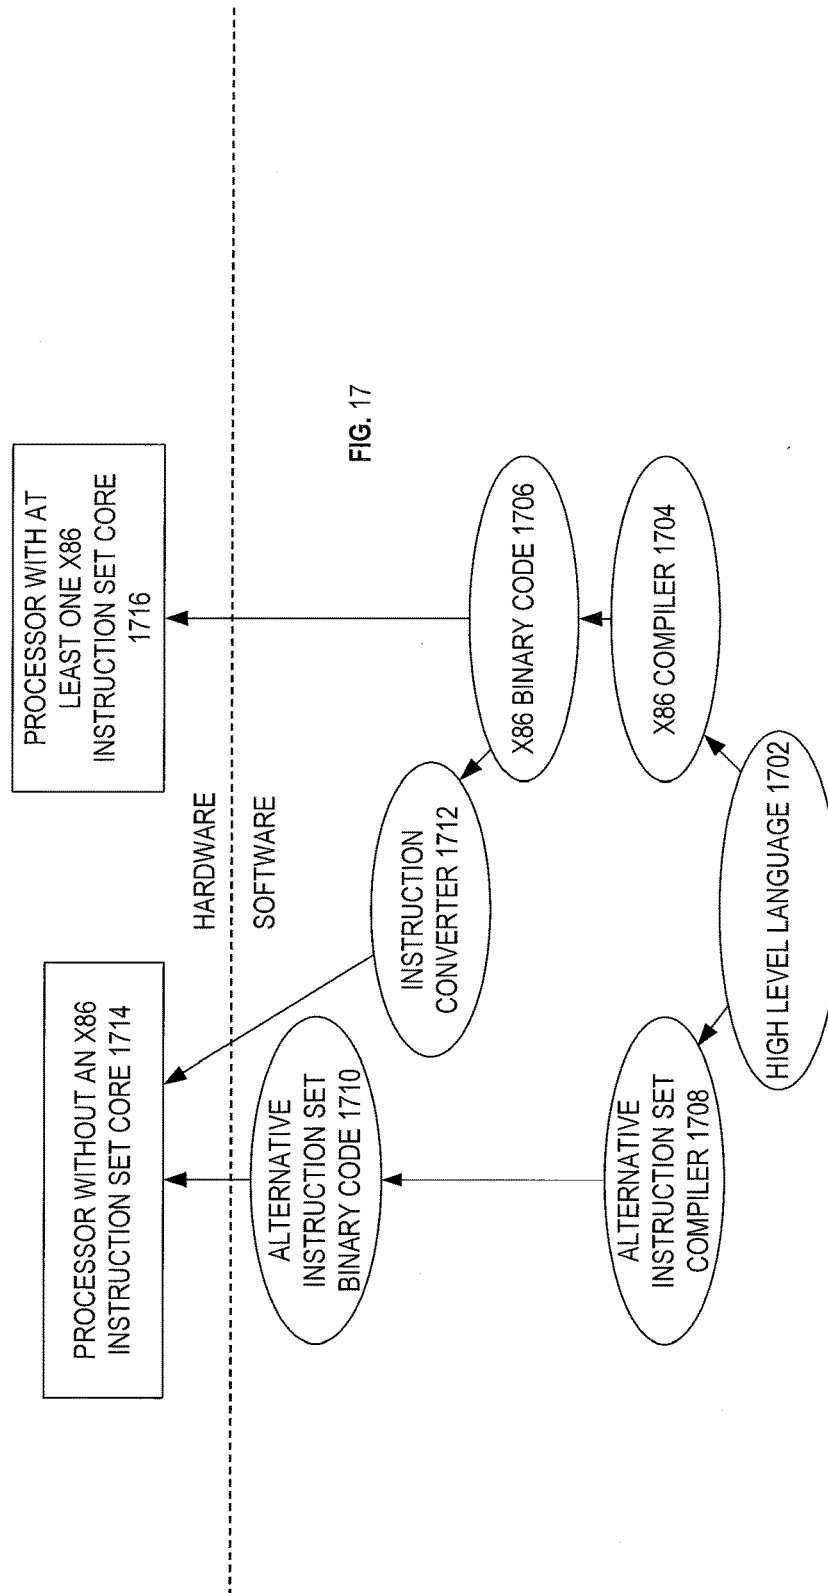 PROCESSOR WITHOUT AN X86
INSTRUCTION SET CORE 1714
PROCESSOR WITH AT
LEAST ONE X86
INSTRUCTION SET CORE
1716
HARDWARE
SOFTWARE
ALTERNATIVE
INSTRUCTION SET
BINARY CODE 1710
INSTRUCTION
CONVERTER 1712
FIG. 17
X86 BINARY CODE 1706
ALTERNATIVE
INSTRUCTION SET
COMPILER 1708
X86 COMPILER 1704
HIGH LEVEL LANGUAGE 1702